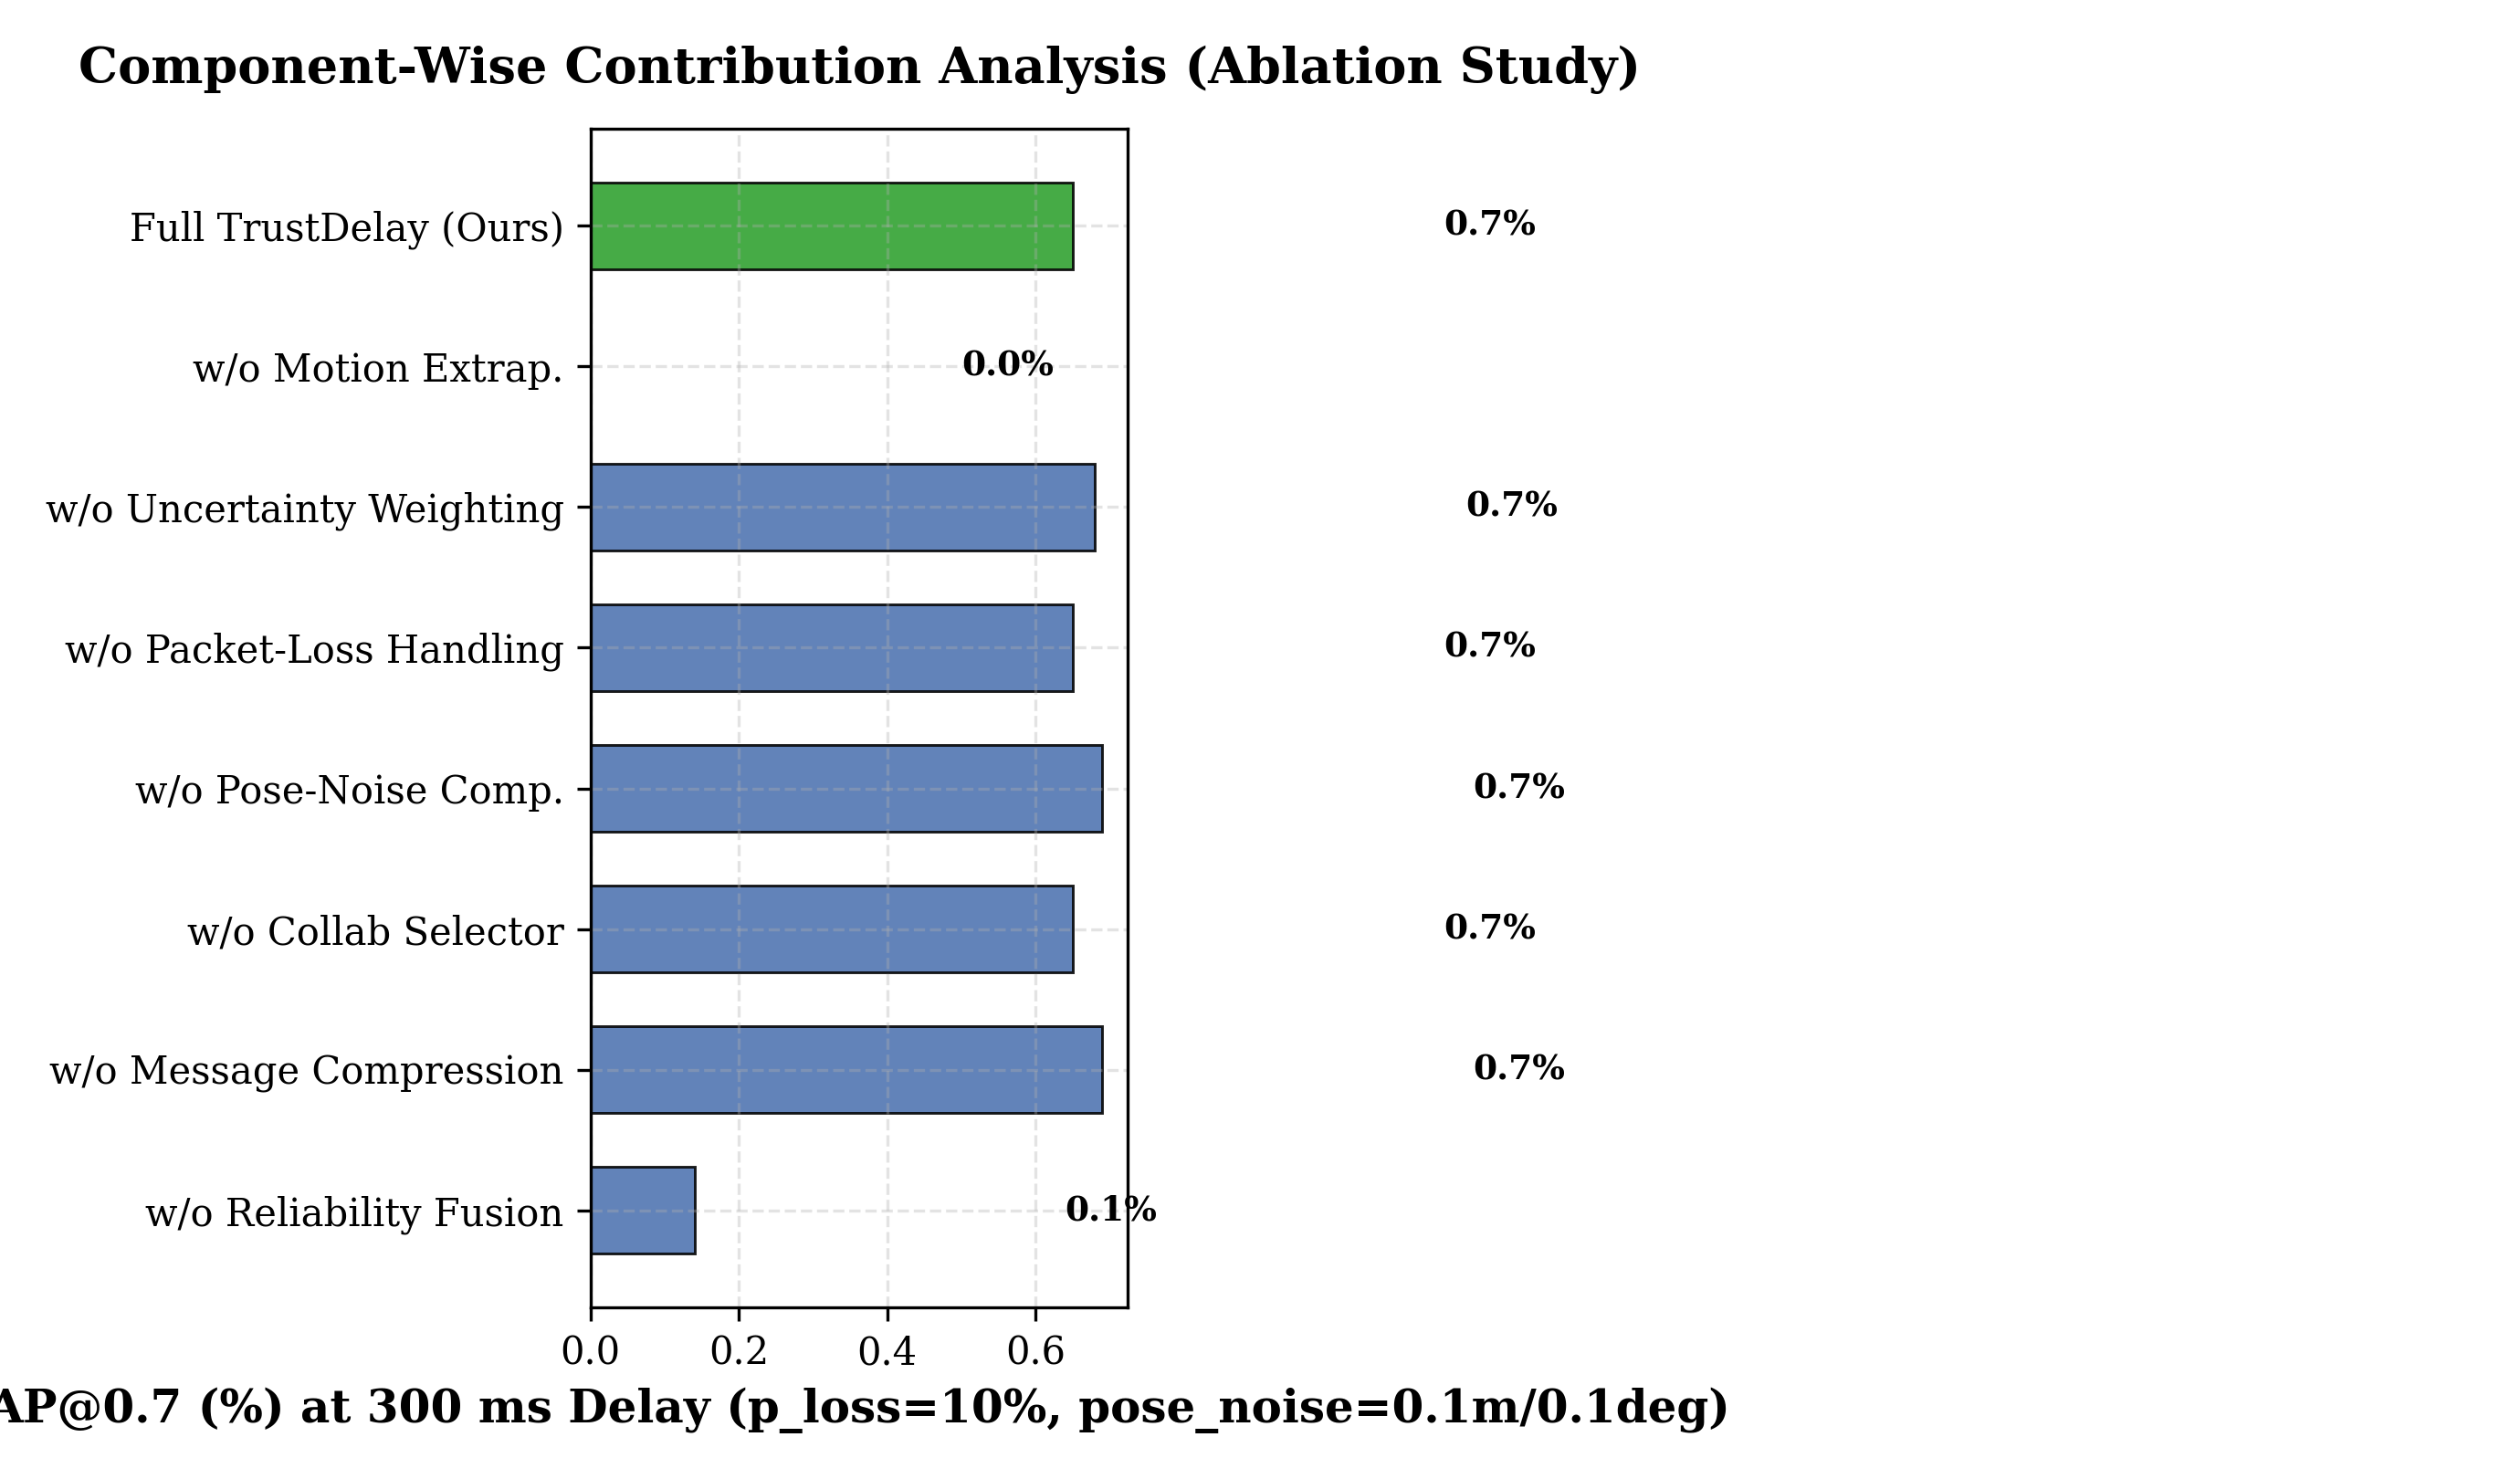 Component-Wise Contribution Analysis (Ablation Study)
Full TrustDelay (Ours) 0.7%
w/o Motion Extrap. 0.0%
w/o Uncertainty Weighting 0.7%
w/o Packet-Loss Handling 0.7%
w/o Pose-Noise Comp. 0.7%
w/o Collab Selector 0.7%
w/o Message Compression 0.7%
w/o Reliability Fusion 0.1%
0.0 0.2 0.4 0.6
AP@0.7 (%) at 300 ms Delay (p_loss=10%, pose_noise=0.1m/0.1deg)